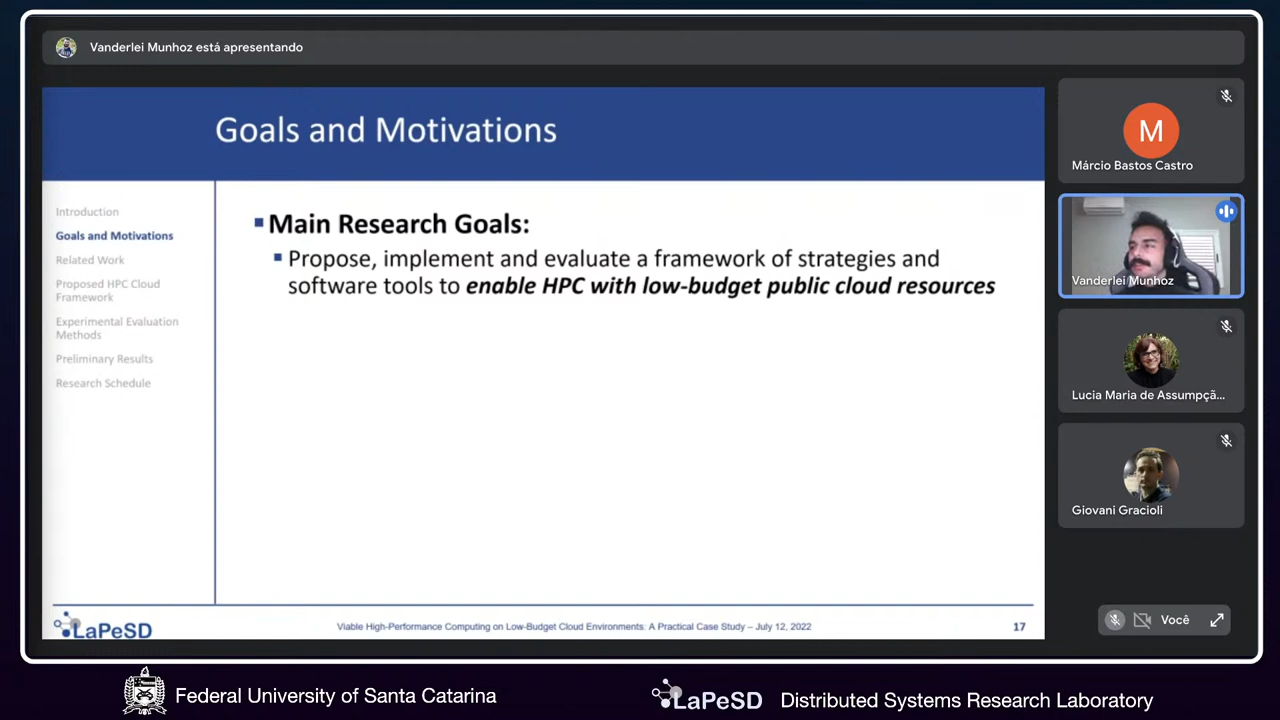 Vanderlei Munhoz está apresentando
Goals and Motivations
Introduction
Goals and Motivations
Related Work
Proposed HPC Cloud
Framework
Experimental Evaluation
Methods
Preliminary Results
Research Schedule
Main Research Goals:
Propose, implement and evaluate a framework of strategies and
software tools to enable HPC with low-budget public cloud resources
LaPeSD
Viable High-Performance Computing on Low-Budget Cloud Environments: A Practical Case Study – July 12, 2022
17
M
Márcio Bastos Castro
Vanderlei Munhoz
Lucia Maria de Assumpçã...
Giovani Gracioli
Você
Federal University of Santa Catarina
LaPeSD
Distributed Systems Research Laboratory